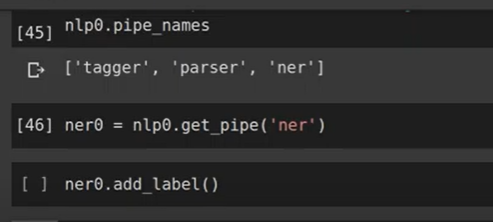 [45] nlp0.pipe_names
['tagger', 'parser', 'ner']
[46] ner0 = nlp0.get_pipe('ner')
[ ] ner0.add_label()